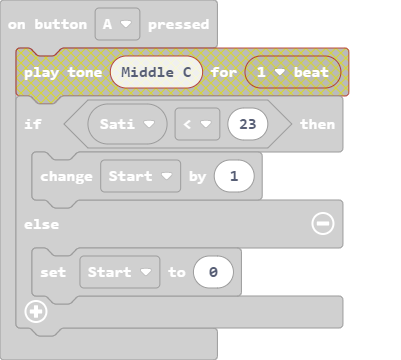 on button A pressed
play tone Middle C for 1 beat
if Sati < 23 then
change Start by 1
else
set Start to 0